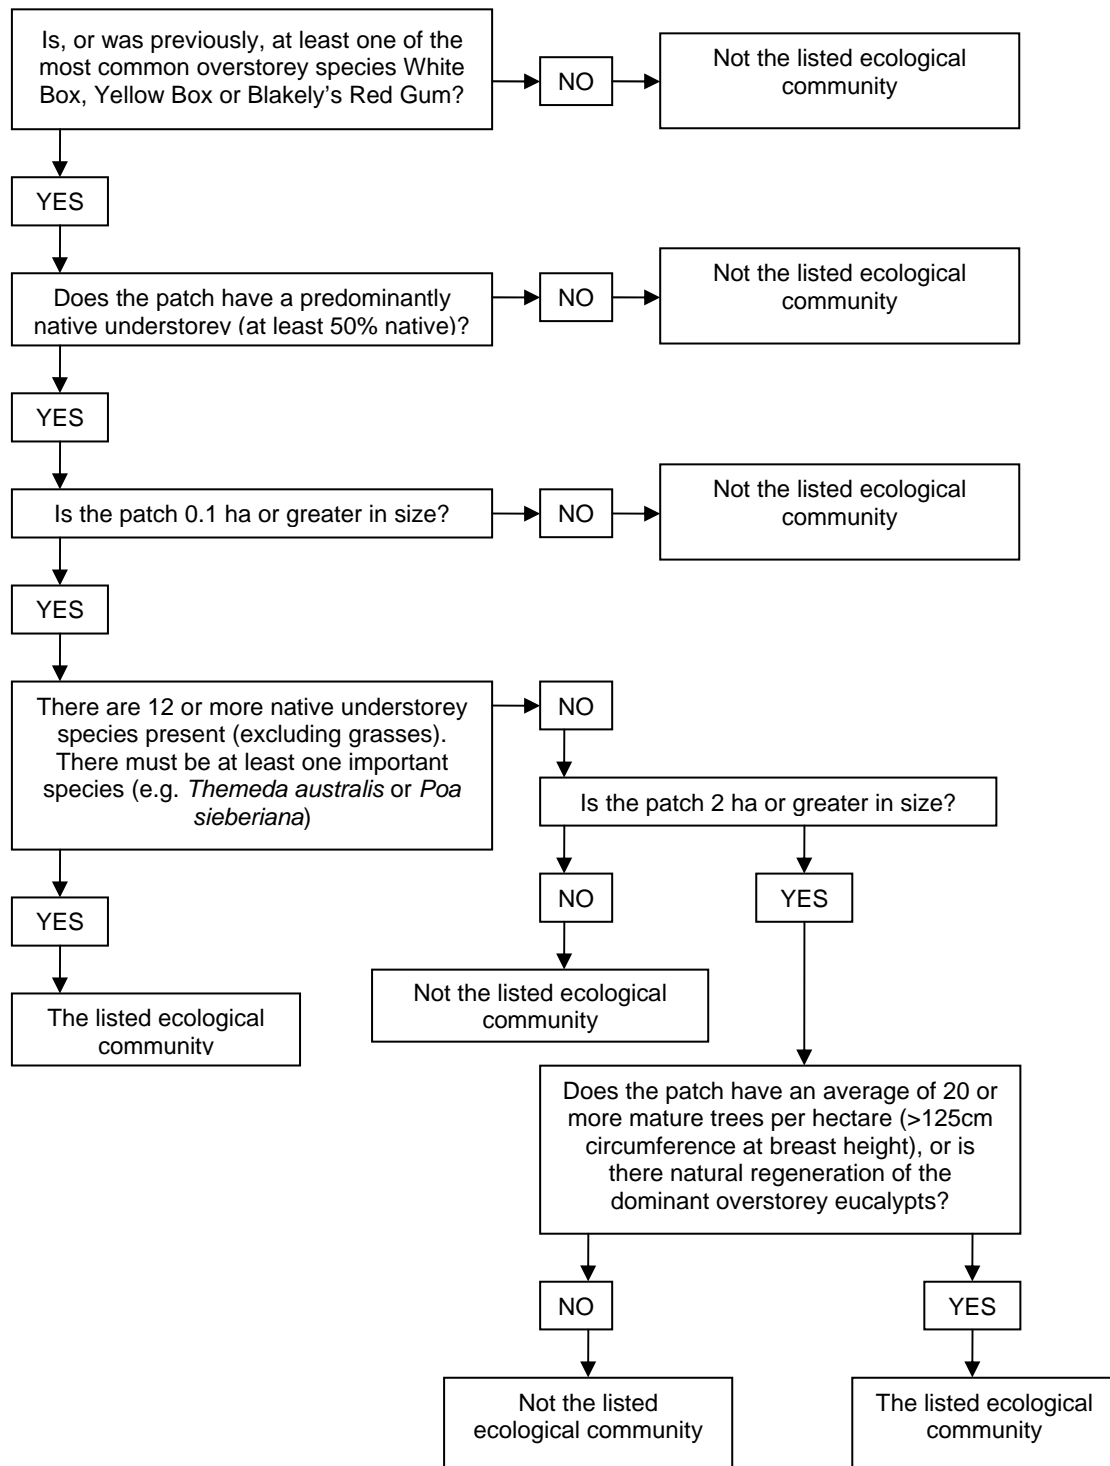 Is, or was previously, at least one of the
most common overstorey species White
Box, Yellow Box or Blakely's Red Gum?
NO
Not the listed ecological
community
YES
Does the patch have a predominantly
native understorey (at least 50% native)?
NO
Not the listed ecological
community
YES
Is the patch 0.1 ha or greater in size?
NO
Not the listed ecological
community
YES
There are 12 or more native understorey
species present (excluding grasses).
There must be at least one important
species (e.g. Themeda australis or Poa
sieberiana)
NO
Is the patch 2 ha or greater in size?
NO
YES
YES
Not the listed ecological
community
The listed ecological
community
Does the patch have an average of 20 or
more mature trees per hectare (>125cm
circumference at breast height), or is
there natural regeneration of the
dominant overstorey eucalypts?
NO
YES
Not the listed
ecological community
The listed ecological
community